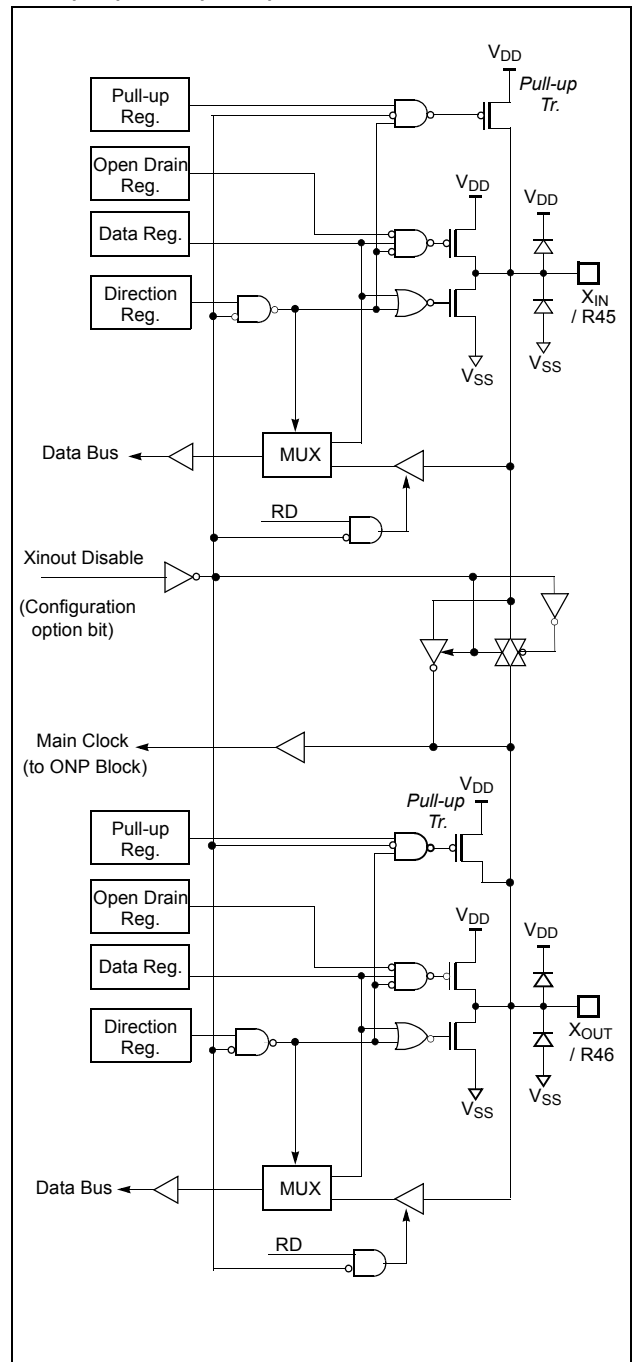 VDD
Pull-up
Tr.
Pull-up
Reg.
Open Drain
Reg.
VDD
VDD
Data Reg.
Direction
Reg.
XIN
/ R45
VSS
VSS
Data Bus
MUX
RD
Xinout Disable
(Configuration
option bit)
Main Clock
(to ONP Block)
VDD
Pull-up
Tr.
Pull-up
Reg.
Open Drain
Reg.
VDD
VDD
Data Reg.
Direction
Reg.
XOUT
/ R46
VSS
VSS
Data Bus
MUX
RD